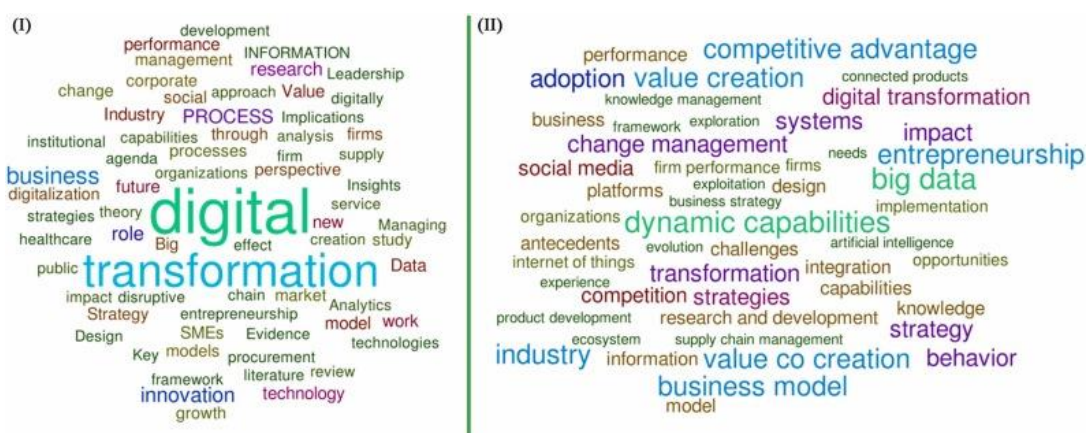 (I)
development
performance INFORMATION
management
research Leadership
corporate
change social approach Value digitally
Industry PROCESS Implications
institutional capabilities through analysis firms
agenda processes firm supply
business organizations perspective
digitalization future Insights
digital service
strategies theory new Managing
healthcare role Big effect creation study
public transformation Data
impact disruptive chain market Analytics
Strategy entrepreneurship model work
Design SMEs Evidence technologies
Key models procurement
framework literature review
innovation technology
growth
(II)
performance competitive advantage
adoption value creation connected products
knowledge management digital transformation
business framework exploration systems
change management impact
social media firm performance firms needs entrepreneurship
platforms exploitation design big data
business strategy implementation
organizations dynamic capabilities
antecedents evolution challenges artificial intelligence
internet of things opportunities
experience transformation integration
competition strategies capabilities
product development research and development knowledge
ecosystem supply chain management strategy
industry information value co creation behavior
business model
model